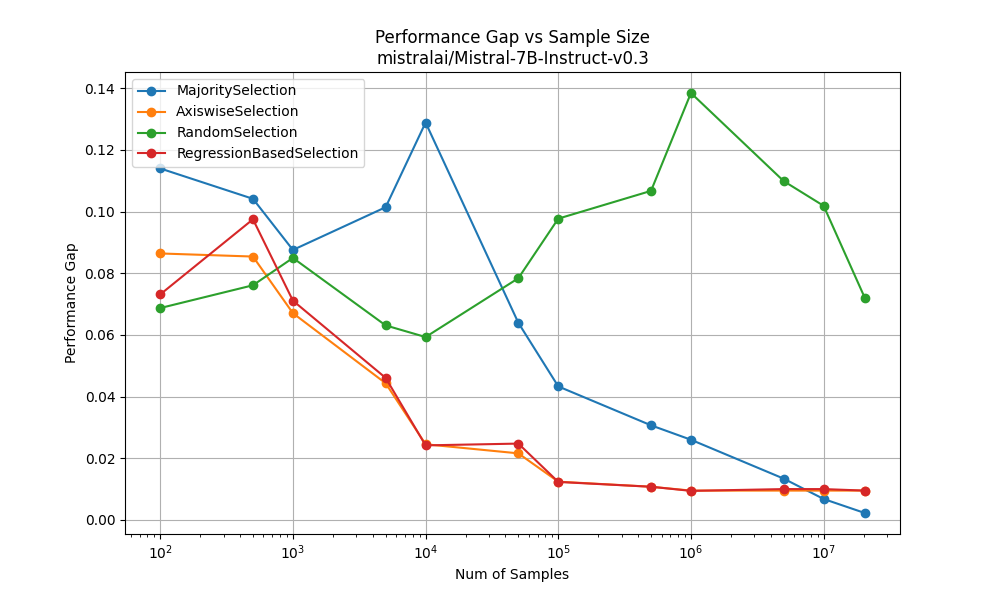 Performance Gap vs Sample Size
mistralai/Mistral-7B-Instruct-v0.3
MajoritySelection
AxiswiseSelection
RandomSelection
RegressionBasedSelection
Performance Gap
0.14
0.12
0.10
0.08
0.06
0.04
0.02
0.00
10² 10³ 10⁴ 10⁵ 10⁶ 10⁷
Num of Samples